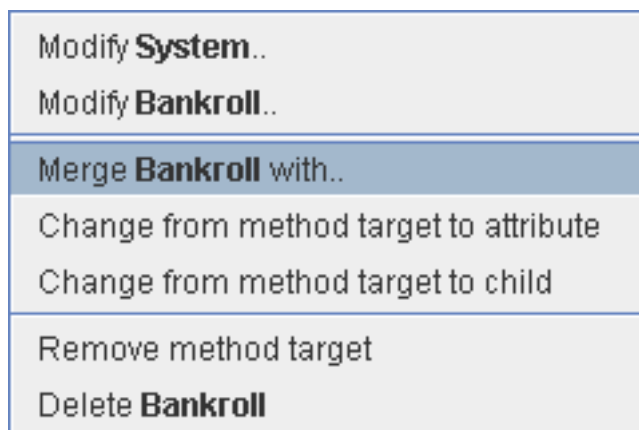 Modify System..
Modify Bankroll..
Merge Bankroll with..
Change from method target to attribute
Change from method target to child
Remove method target
Delete Bankroll